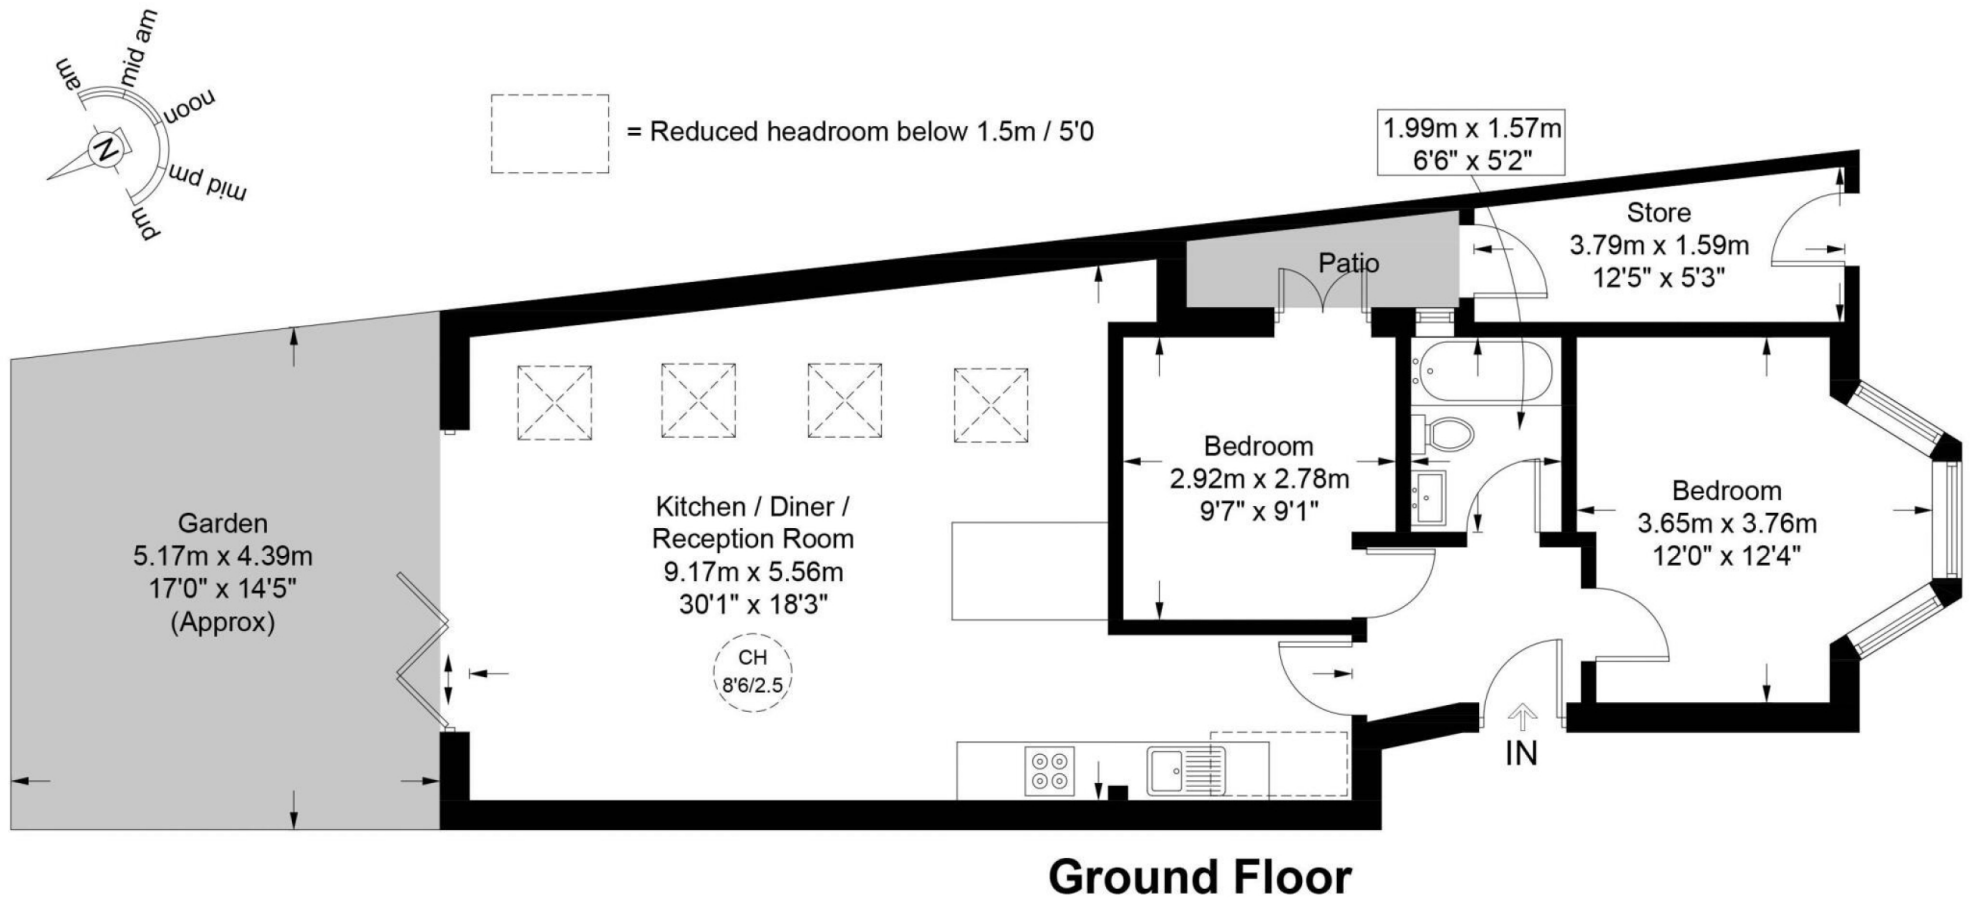 am
mid am
noon
mid pm
pm
N
= Reduced headroom below 1.5m / 5'0
1.99m x 1.57m
6'6" x 5'2"
Store
3.79m x 1.59m
12'5" x 5'3"
Patio
Bedroom
2.92m x 2.78m
9'7" x 9'1"
Bedroom
3.65m x 3.76m
12'0" x 12'4"
Kitchen / Diner /
Reception Room
9.17m x 5.56m
30'1" x 18'3"
Garden
5.17m x 4.39m
17'0" x 14'5"
(Approx)
CH
8'6/2.5
IN
Ground Floor